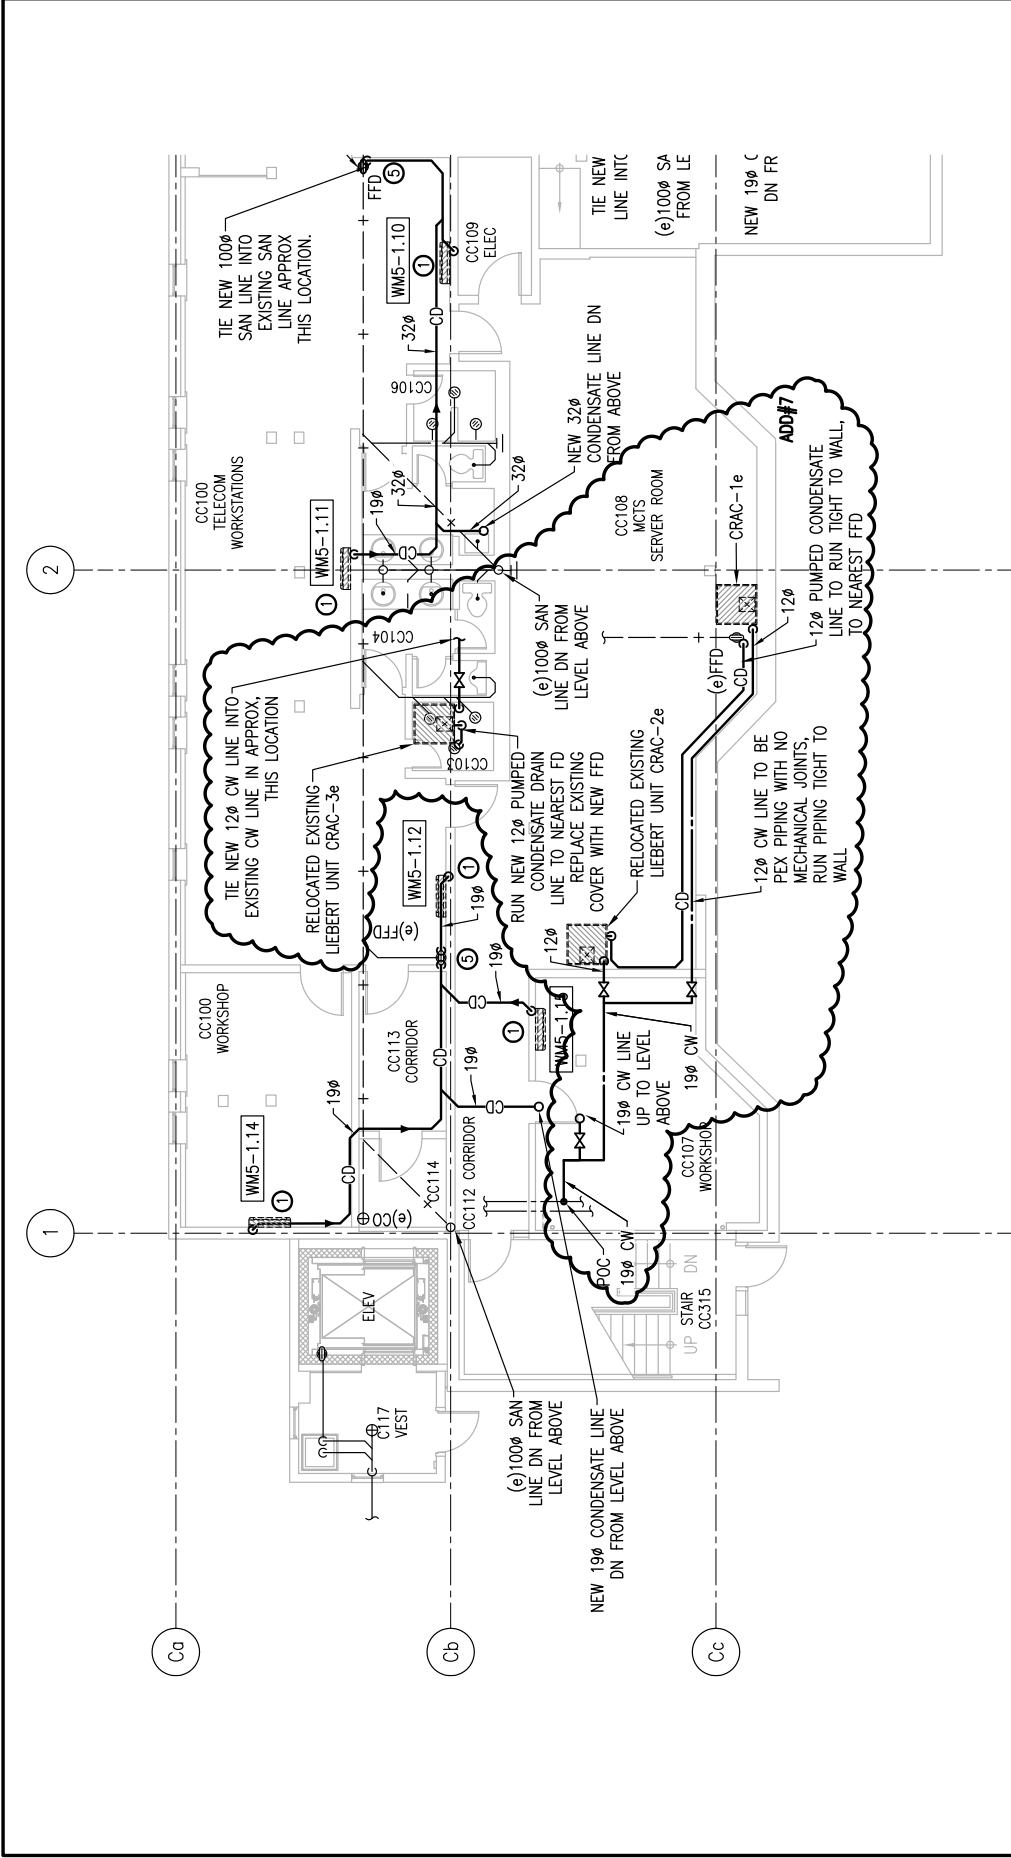 1
2
Ca
Cb
Cc
TIE NEW 100ø
SAN LINE INTO
EXISTING SAN
LINE APPROX
THIS LOCATION.
FFD
5
WM5-1.10
1
CC109
ELEC
CD
32ø
CC106
32ø
NEW 32ø
CONDENSATE LINE DN
FROM ABOVE
32ø
CC100
TELECOM
WORKSTATIONS
WM5-1.11
1
19ø
CD
TIE NEW
LINE INTO
(e)100ø SA
FROM LE
NEW 19ø C
DN FR
CC108
MCTS
SERVER ROOM
ADD#7
CRAC-1e
12ø
12ø PUMPED CONDENSATE
LINE TO RUN TIGHT TO WALL,
TO NEAREST FFD
(e)FFD
CD
(e)100ø SAN
LINE DN FROM
LEVEL ABOVE
CC104
TIE NEW 12ø CW LINE INTO
EXISTING CW LINE IN APPROX,
THIS LOCATION
RELOCATED EXISTING
LIEBERT UNIT CRAC-3e
CC103
RUN NEW 12ø PUMPED
CONDENSATE DRAIN
LINE TO NEAREST FD
REPLACE EXISTING
COVER WITH NEW FFD
RELOCATED EXISTING
LIEBERT UNIT CRAC-2e
12ø
CD
12ø CW LINE TO BE
PEX PIPING WITH NO
MECHANICAL JOINTS,
RUN PIPING TIGHT TO
WALL
WM5-1.12
1
19ø
(e)FFD
5
19ø
CD
1
CC100
WORKSHOP
CC113
CORRIDOR
CD
19ø
CD
19ø
CD
WM5-1.14
1
(e)CO
CC114
CC112 CORRIDOR
19ø CW LINE
UP TO LEVEL
ABOVE
19ø CW
CC107
WORKSHOP
POC
19ø CW
ELEV
C117
VEST
UP
STAIR
CC315
DN
(e)100ø SAN
LINE DN FROM
LEVEL ABOVE
NEW 19ø CONDENSATE LINE
DN FROM LEVEL ABOVE